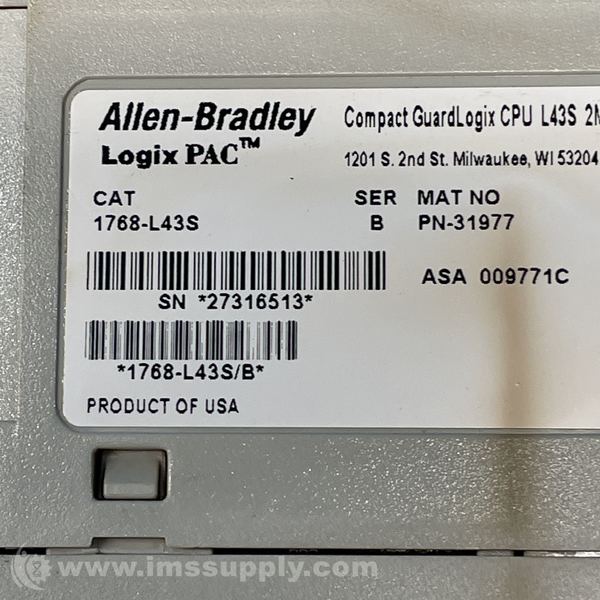 Allen-Bradley
Logix PAC™
Compact GuardLogix CPU L43S
1201 S. 2nd St. Milwaukee, WI 53204
CAT SER MAT NO
1768-L43S B PN-31977
ASA 009771C
SN *27316513*
*1768-L43S/B*
PRODUCT OF USA
www.imssupply.com